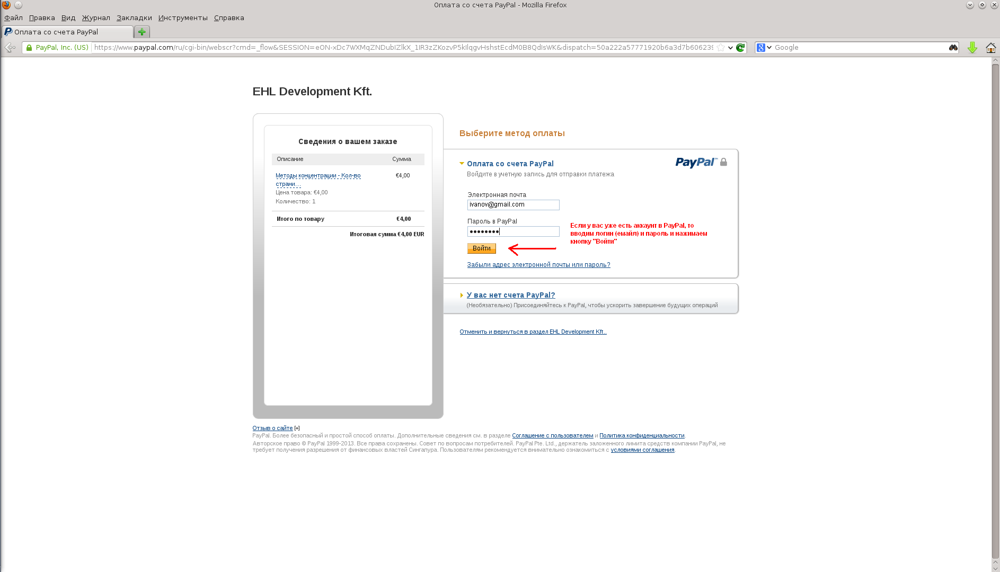 Оплата со счета PayPal - Mozilla Firefox
Файл Правка Вид Журнал Закладки Инструменты Справка
Оплата со счета PayPal
PayPal, Inc. (US) https://www.paypal.com/ru/cgi-bin/webscr?cmd=_flow&SESSION=eON-xDc7WXMqZNDubIZlkX_1IR3zZKozvP5kIlqgvHshstEcdM0B8QdIsWK&dispatch=50a222a57771920b6a3d7b606239 Google
EHL Development Kft.
Сведения о вашем заказе
Описание Сумма
Методы концентрации - Кол-во €4,00
страни...
Цена товара: €4,00
Количество: 1
Итого по товару €4,00
Итоговая сумма €4,00 EUR
Выберите метод оплаты
Оплата со счета PayPal PayPal
Войдите в учетную запись для отправки платежа
Электронная почта
ivanov@gmail.com
Пароль в PayPal
••••••••
Если у вас уже есть аккаунт в PayPal, то
вводим логин (емайл) и пароль и нажимаем
кнопку "Войти"
Войти
Забыли адрес электронной почты или пароль?
У вас нет счета PayPal?
(Необязательно) Присоединяйтесь к PayPal, чтобы ускорить завершение будущих операций
Отменить и вернуться в раздел EHL Development Kft..
Отзыв о сайте [+]
PayPal. Более безопасный и простой способ оплаты. Дополнительные сведения см. в разделе Соглашение с пользователем и Политика конфиденциальности.
Авторское право © PayPal 1999-2013. Все права сохранены. Совет по вопросам потребителей. PayPal Pte. Ltd., держатель заложенного лимита средств компании PayPal, не
требует получения разрешения от финансовых властей Сингапура. Пользователям рекомендуется внимательно ознакомиться с условиями соглашения.